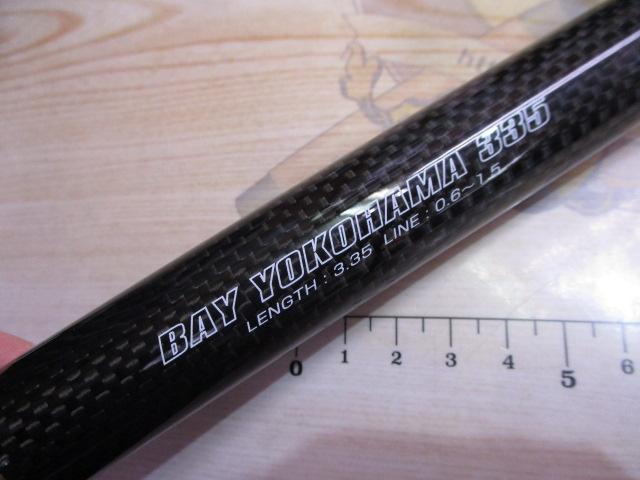 BAY YOKOHAMA 335
LENGTH : 3.35 LINE : 0.6~1.5
0 1 2 3 4 5 6